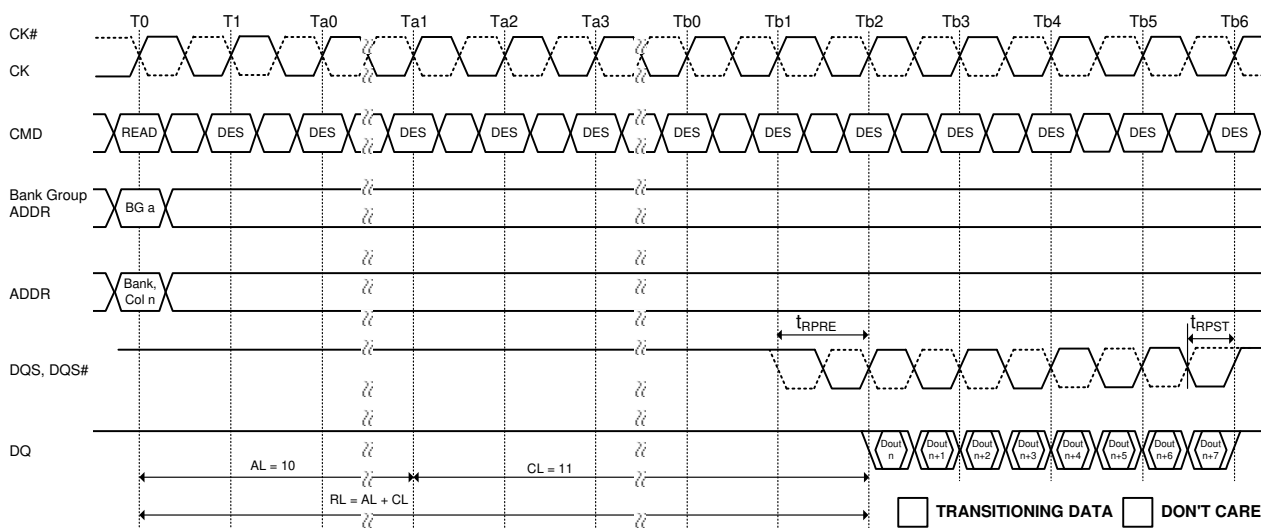 T0 T1 Ta0 Ta1 Ta2 Ta3 Tb0 Tb1 Tb2 Tb3 Tb4 Tb5 Tb6
CK#
CK
CMD READ DES DES DES DES DES DES DES DES DES DES DES DES
Bank Group
ADDR
BG a
ADDR
Bank,
Col n
tRPRE tRPST
DQS, DQS#
DQ
Dout
n
Dout
n+1
Dout
n+2
Dout
n+3
Dout
n+4
Dout
n+5
Dout
n+6
Dout
n+7
AL = 10 CL = 11
RL = AL + CL
TRANSITIONING DATA DON'T CARE